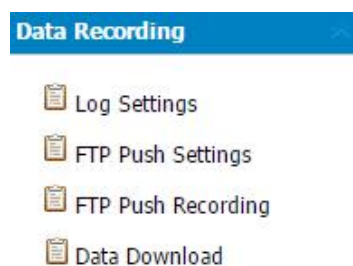 Data Recording
Log Settings
FTP Push Settings
FTP Push Recording
Data Download